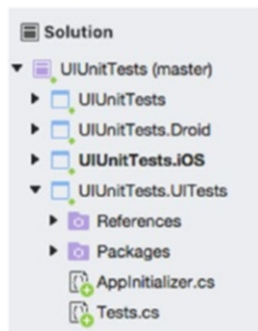 Solution
UIUnitTests (master)
UIUnitTests
UIUnitTests.Droid
UIUnitTests.iOS
UIUnitTests.UITests
References
Packages
AppInitializer.cs
Tests.cs